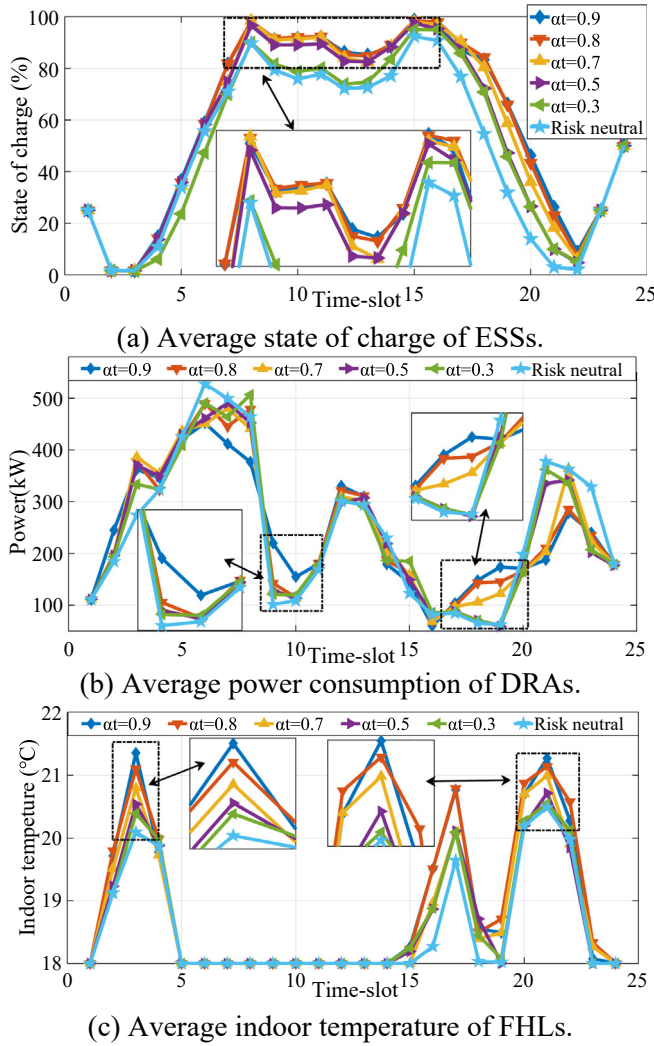 αt=0.9
αt=0.8
αt=0.7
αt=0.5
αt=0.3
Risk neutral
State of charge (%)
100
80
60
40
20
0
0 5 10 15 20 25
Time-slot
(a) Average state of charge of ESSs.
αt=0.9 αt=0.8 αt=0.7 αt=0.5 αt=0.3 Risk neutral
Power(kW)
500
400
300
200
100
0 5 10 15 20 25
Time-slot
(b) Average power consumption of DRAs.
αt=0.9 αt=0.8 αt=0.7 αt=0.5 αt=0.3 Risk neutral
Indoor tempeture (°C)
22
21
20
19
18
0 5 10 15 20 25
Time-slot
(c) Average indoor temperature of FHLs.